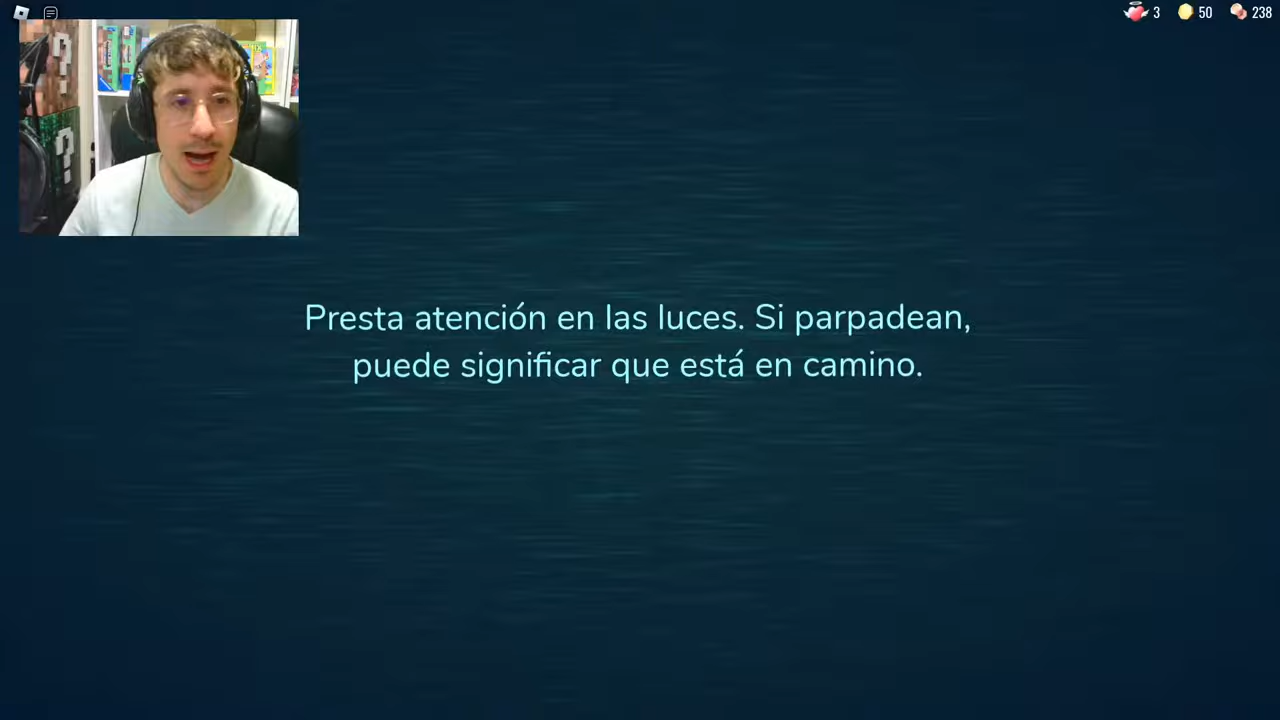 3
50
238
Presta atención en las luces. Si parpadean,
puede significar que está en camino.